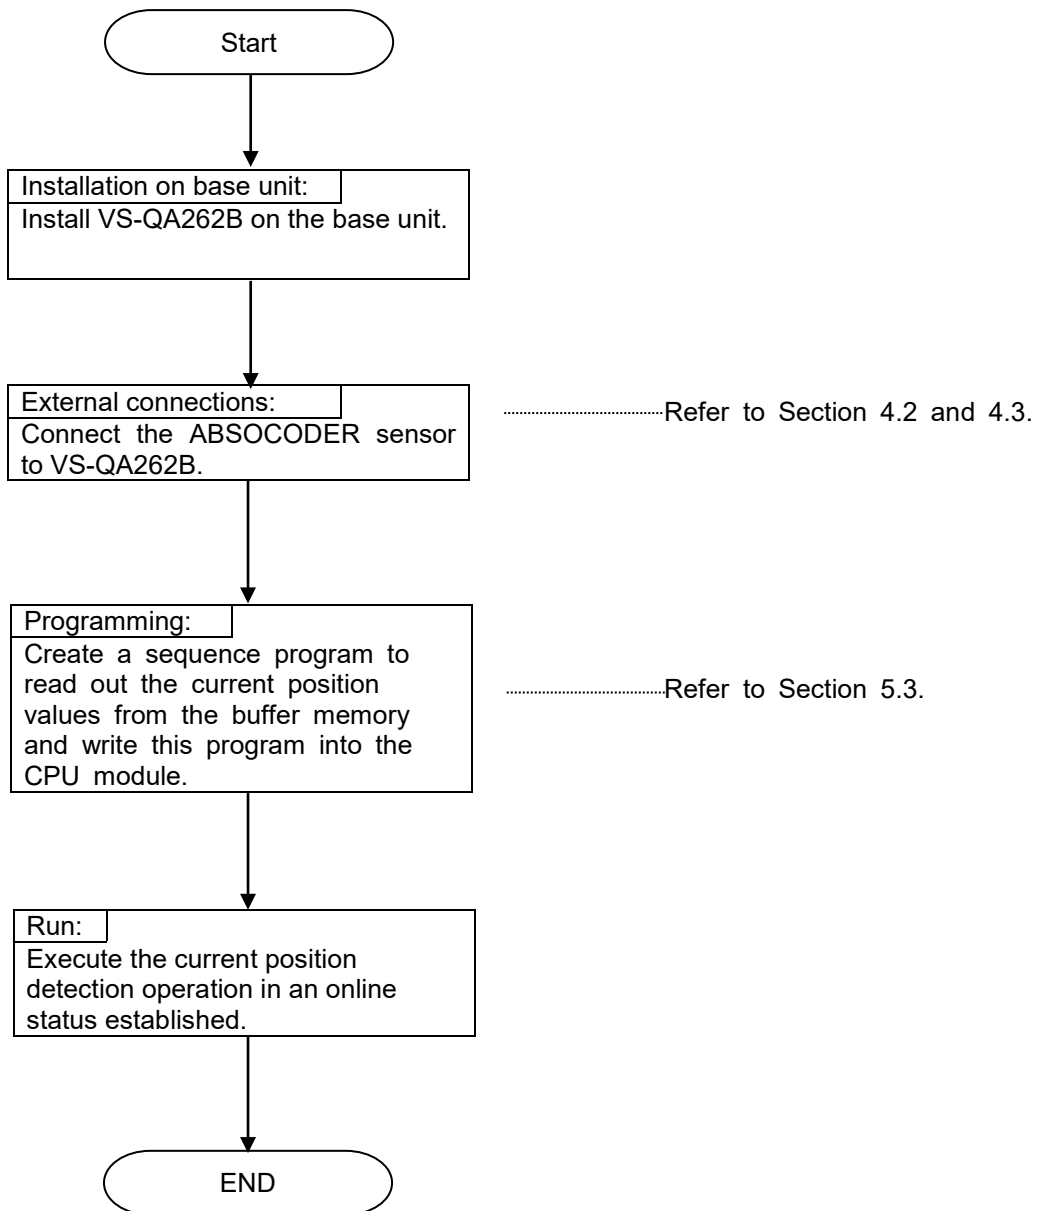 Start
Installation on base unit:
Install VS-QA262B on the base unit.
External connections:
Connect the ABSOCODER sensor
to VS-QA262B.
Refer to Section 4.2 and 4.3.
Programming:
Create a sequence program to
read out the current position
values from the buffer memory
and write this program into the
CPU module.
Refer to Section 5.3.
Run:
Execute the current position
detection operation in an online
status established.
END